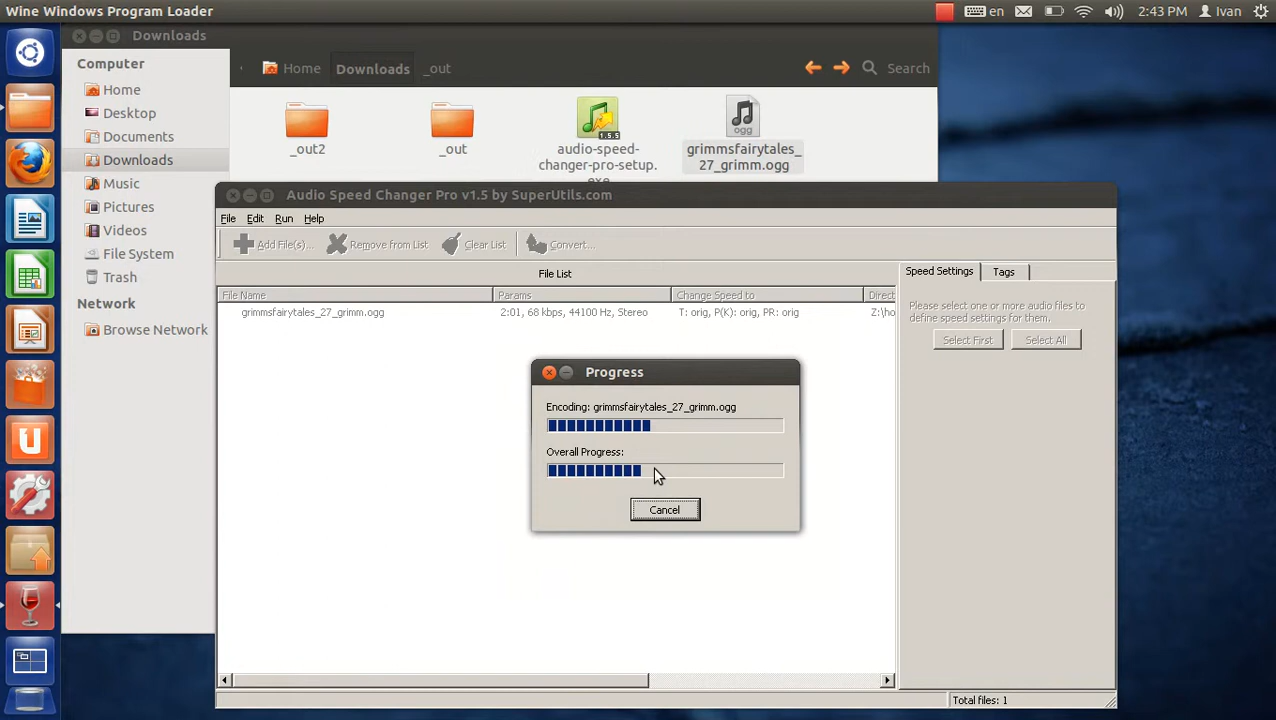 Wine Windows Program Loader
en
2:43 PM
Ivan
Downloads
Computer
Home
Desktop
Documents
Downloads
Music
Pictures
Videos
File System
Trash
Network
Browse Network
Home
Downloads
_out
Search
_out2
_out
1.5.5
audio-speed-
changer-pro-setup.
exe
ogg
grimmsfairytales_
27_grimm.ogg
Audio Speed Changer Pro v1.5 by SuperUtils.com
File
Edit
Run
Help
Add File(s)...
Remove from List
Clear List
Convert...
File List
File Name
Params
Change Speed to
Direct
grimmsfairytales_27_grimm.ogg
2:01, 68 kbps, 44100 Hz, Stereo
T: orig, P(K): orig, PR: orig
Z:\ho
Speed Settings
Tags
Please select one or more audio files to
define speed settings for them.
Select First
Select All
Progress
Encoding: grimmsfairytales_27_grimm.ogg
Overall Progress:
Cancel
Total files: 1